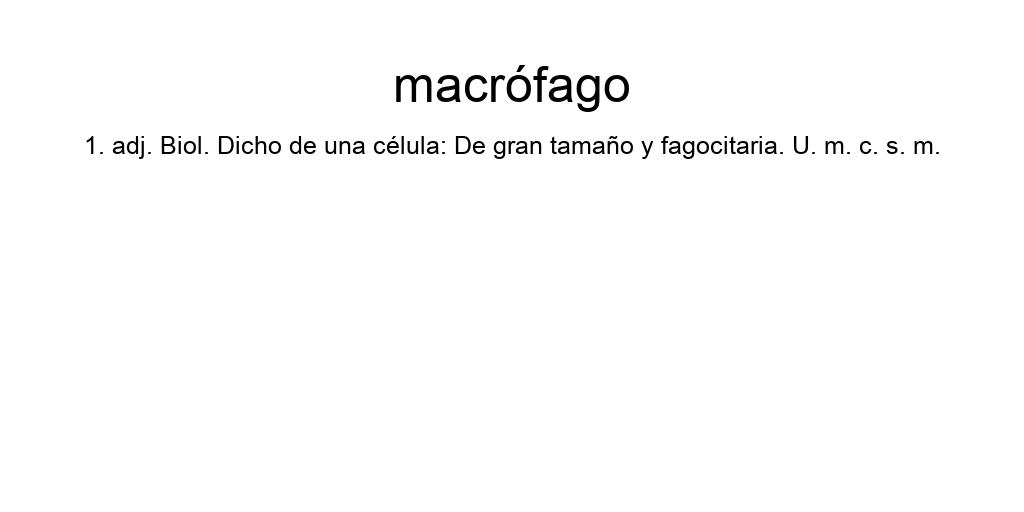 macrófago
1. adj. Biol. Dicho de una célula: De gran tamaño y fagocitaria. U. m. c. s. m.